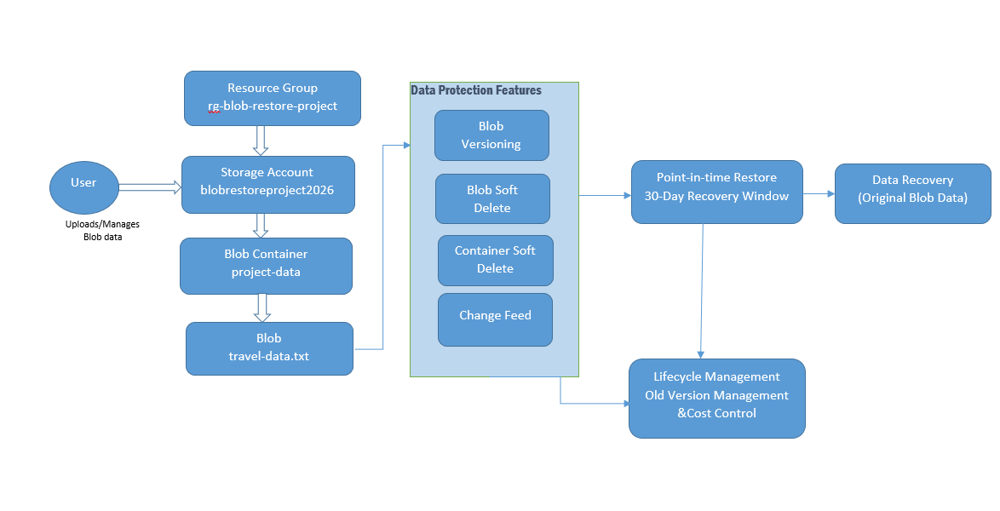 Resource Group
rg-blob-restore-project
User
Uploads/Manages
Blob data
Storage Account
blobrestoreproject2026
Blob Container
project-data
Blob
travel-data.txt
Data Protection Features
Blob
Versioning
Blob Soft
Delete
Container Soft
Delete
Change Feed
Point-in-time Restore
30-Day Recovery Window
Data Recovery
(Original Blob Data)
Lifecycle Management
Old Version Management
&Cost Control